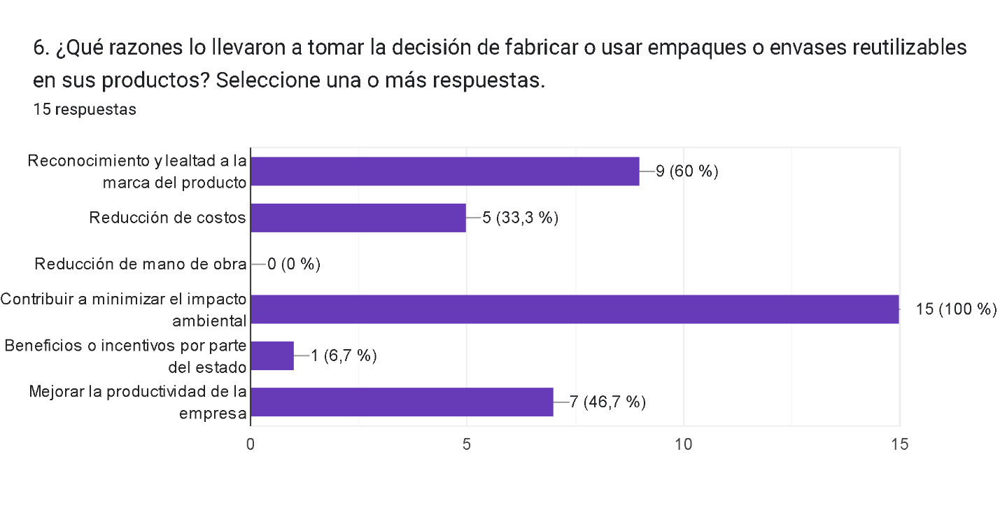 6. ¿Qué razones lo llevaron a tomar la decisión de fabricar o usar empaques o envases reutilizables
en sus productos? Seleccione una o más respuestas.
15 respuestas
Reconocimiento y lealtad a la
marca del producto
9 (60 %)
Reducción de costos
5 (33,3 %)
Reducción de mano de obra
0 (0 %)
Contribuir a minimizar el impacto
ambiental
15 (100 %)
Beneficios o incentivos por parte
del estado
1 (6,7 %)
Mejorar la productividad de la
empresa
7 (46,7 %)
0 5 10 15